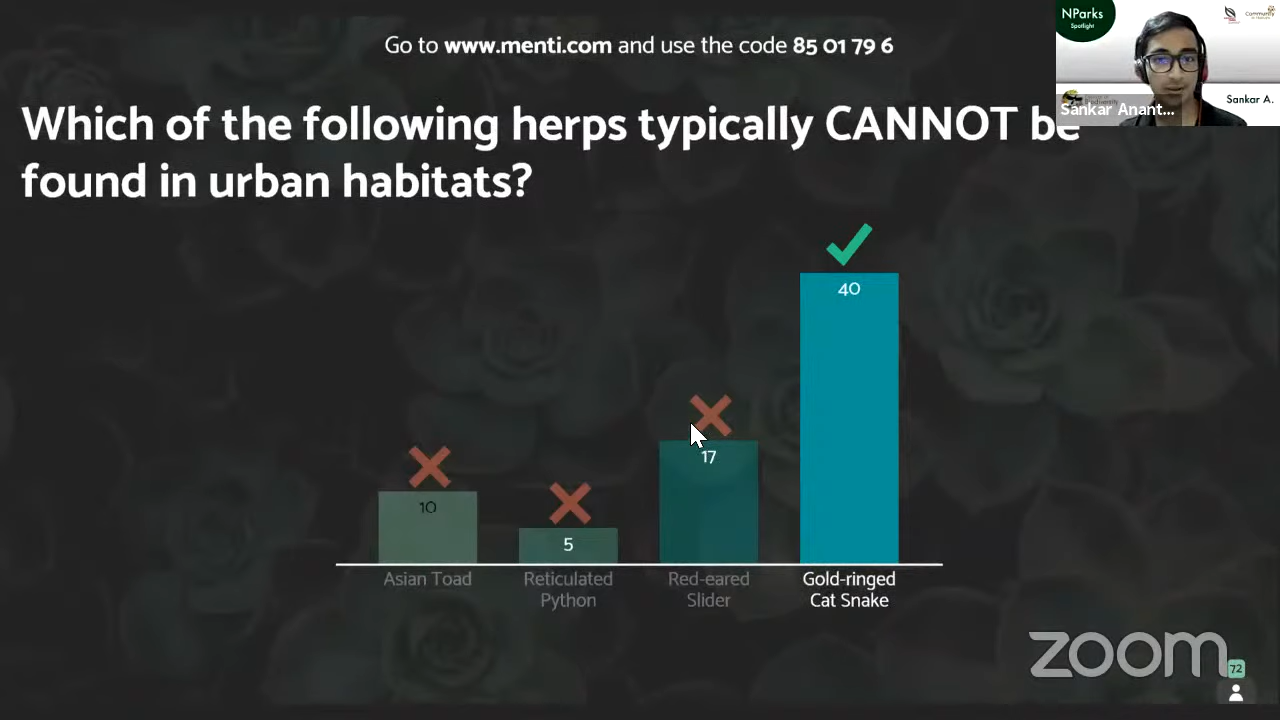 Go to www.menti.com and use the code 85 01 79 6
NParks
Spotlight
Sankar A.
Sankar Anant...
Which of the following herps typically CANNOT be
found in urban habitats?
40
17
10
5
Asian Toad
Reticulated
Python
Red-eared
Slider
Gold-ringed
Cat Snake
zoom
72